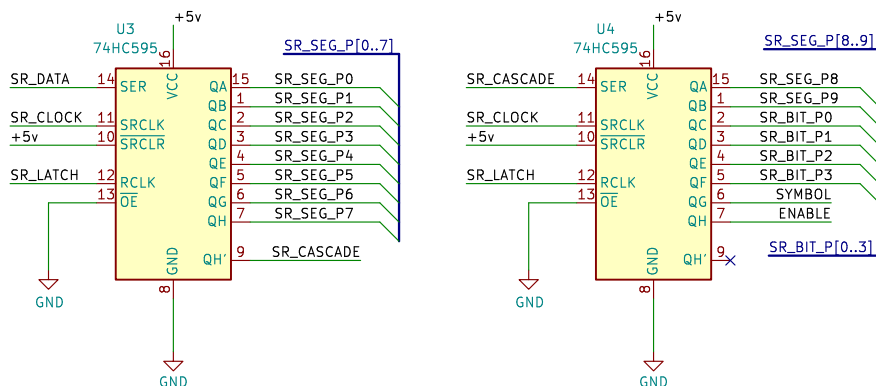 +5v
U3
74HC595
16
VCC
SR_SEG_P[0..7]
SR_DATA 14 SER QA 15 SR_SEG_P0
QB 1 SR_SEG_P1
SR_CLOCK 11 SRCLK QC 2 SR_SEG_P2
+5v 10 SRCLR QD 3 SR_SEG_P3
QE 4 SR_SEG_P4
SR_LATCH 12 RCLK QF 5 SR_SEG_P5
13 OE QG 6 SR_SEG_P6
QH 7 SR_SEG_P7
GND QH' 9 SR_CASCADE
8
GND
GND
+5v
U4
74HC595
16
VCC
SR_SEG_P[8..9]
SR_CASCADE 14 SER QA 15 SR_SEG_P8
QB 1 SR_SEG_P9
SR_CLOCK 11 SRCLK QC 2 SR_BIT_P0
+5v 10 SRCLR QD 3 SR_BIT_P1
QE 4 SR_BIT_P2
SR_LATCH 12 RCLK QF 5 SR_BIT_P3
13 OE QG 6 SYMBOL
QH 7 ENABLE
SR_BIT_P[0..3]
GND QH' 9
8
GND
GND